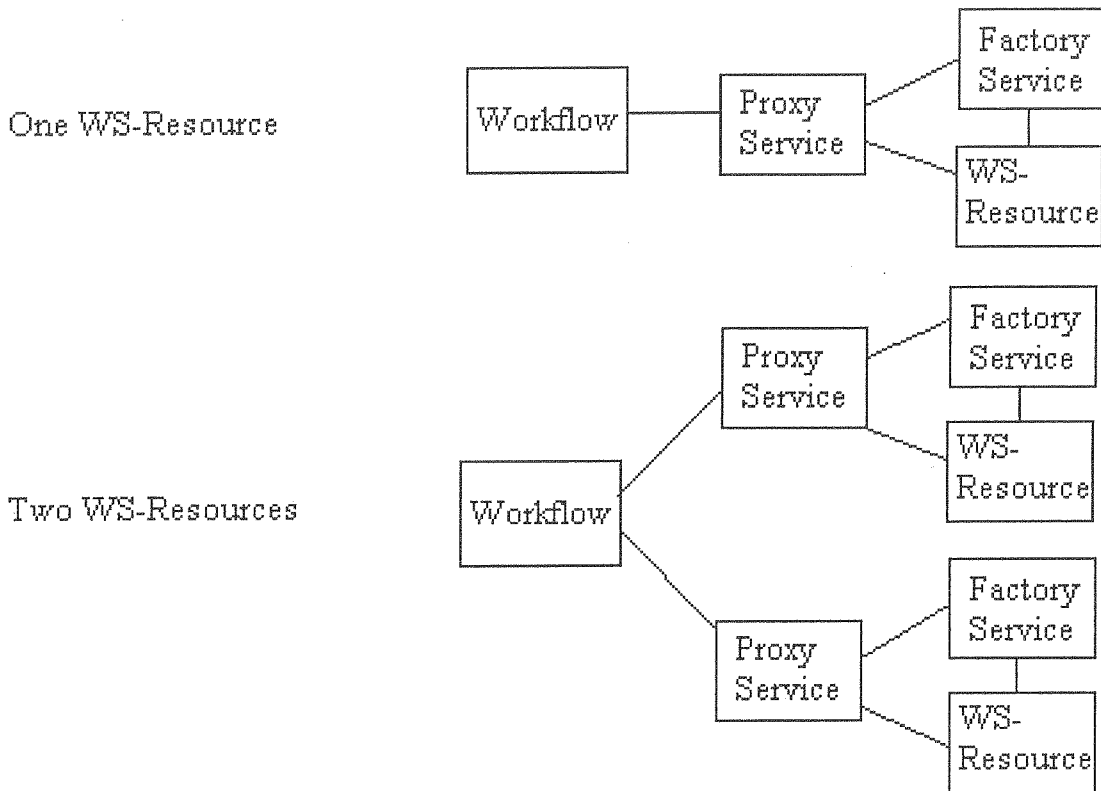 One WS-Resource
Workflow
Proxy
Service
Factory
Service
WS-
Resource
Two WS-Resources
Workflow
Proxy
Service
Factory
Service
WS-
Resource
Proxy
Service
Factory
Service
WS-
Resource